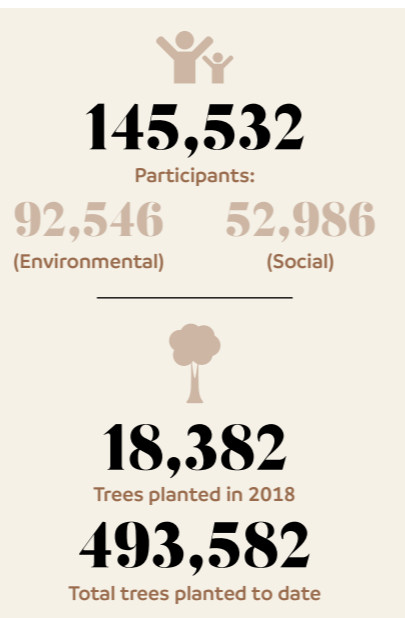 145,532
Participants:
92,546 52,986
(Environmental) (Social)
18,382
Trees planted in 2018
493,582
Total trees planted to date